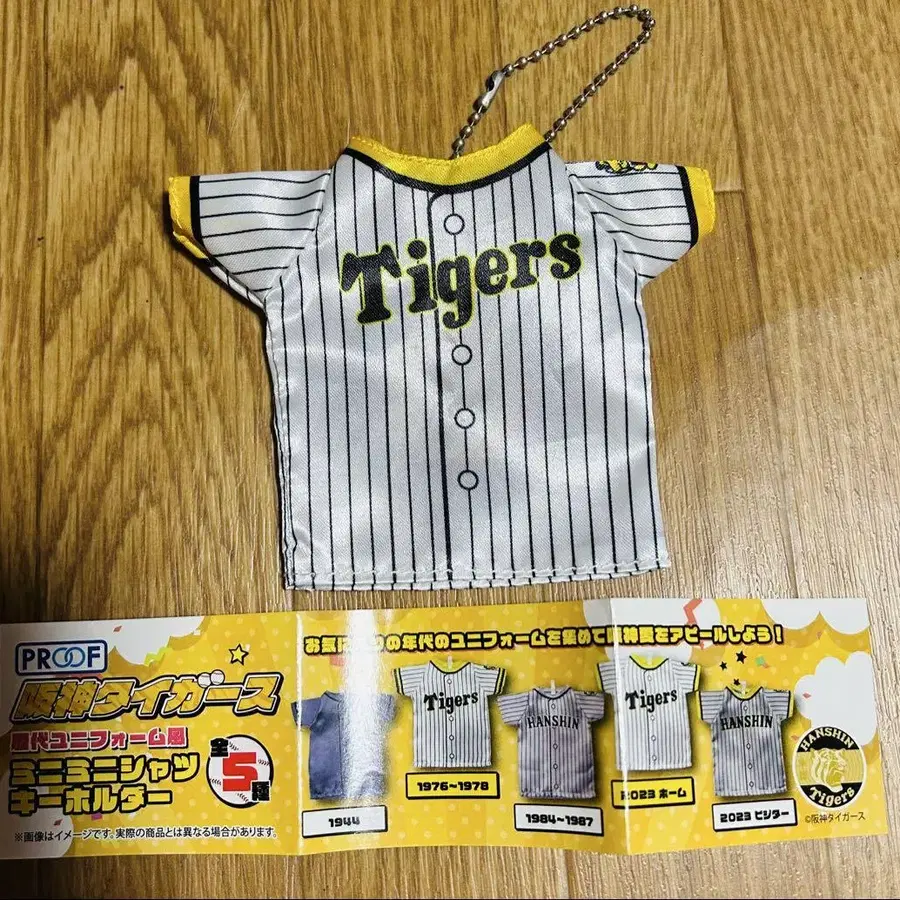 Tigers
PROOF
阪神タイガース
歴代ユニフォーム風
ミニミニシャツ
キーホルダー
全5種
※画像はイメージです。実際の商品とは異なる場合があります。
お気に の年代のユニフォームを集めて阪神愛をアピールしよう!
1944
Tigers
1976~1978
HANSHIN
1984~1987
Tigers
2023 ホーム
HANSHIN
2023 ビジター
HANSHIN
Tigers
©阪神タイガース